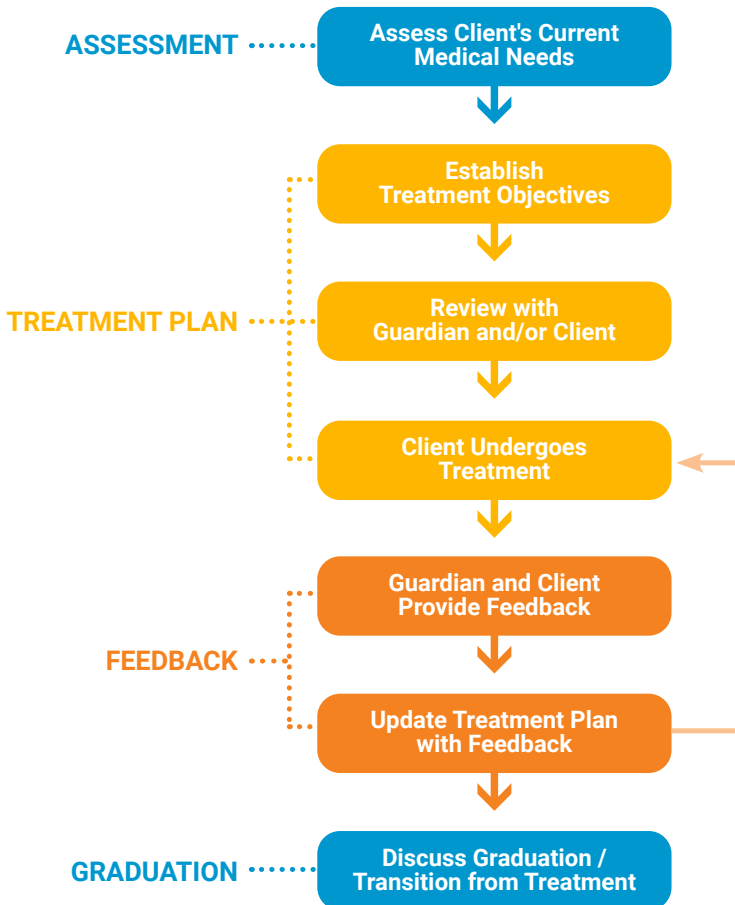 ASSESSMENT
Assess Client's Current
Medical Needs
Establish
Treatment Objectives
TREATMENT PLAN
Review with
Guardian and/or Client
Client Undergoes
Treatment
Guardian and Client
Provide Feedback
FEEDBACK
Update Treatment Plan
with Feedback
GRADUATION
Discuss Graduation /
Transition from Treatment